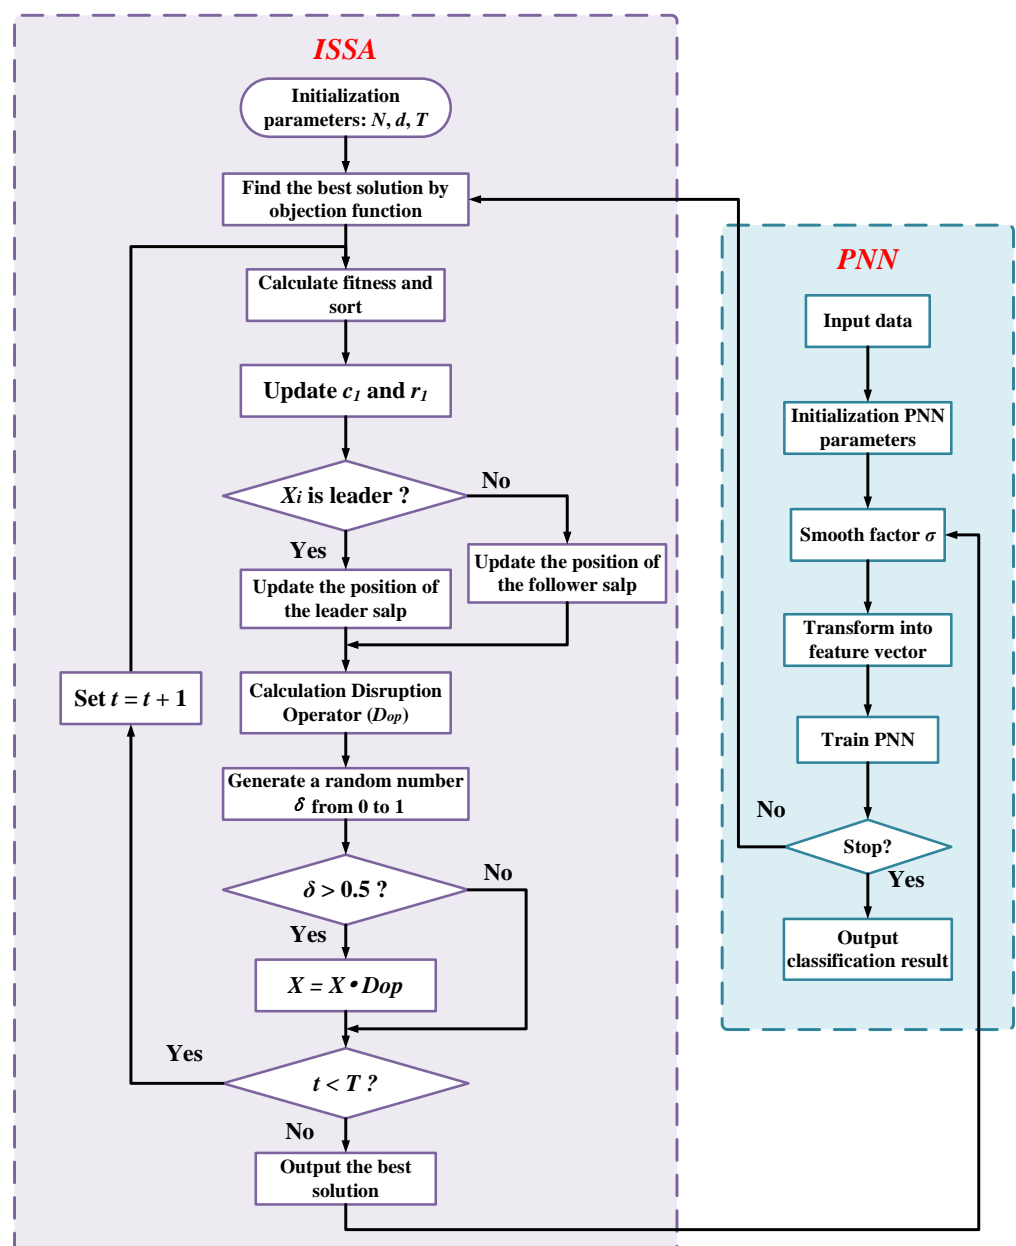 ISSA
Initialization
parameters: N, d, T
Find the best solution by
objection function
Calculate fitness and
sort
Update c1 and r1
Xi is leader ?
No
Yes
Update the position of
the leader salp
Update the position of
the follower salp
Set t = t + 1
Calculation Disruption
Operator (Dop)
Generate a random number
δ from 0 to 1
δ > 0.5 ?
No
Yes
X = X • Dop
Yes
t < T ?
No
Output the best
solution
PNN
Input data
Initialization PNN
parameters
Smooth factor σ
Transform into
feature vector
Train PNN
No
Stop?
Yes
Output
classification result